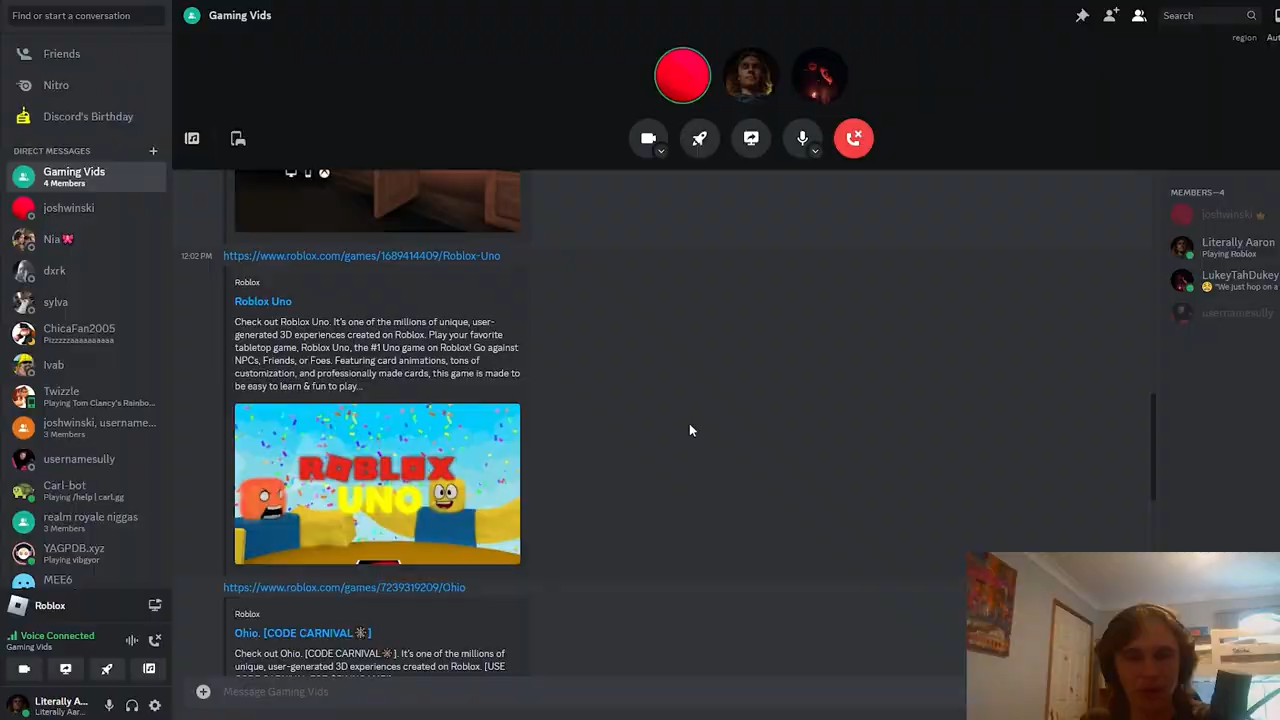 Find or start a conversation
Gaming Vids
Search
region
Aut
Friends
Nitro
Discord's Birthday
DIRECT MESSAGES
Gaming Vids
4 Members
joshwinski
Nia
dxrk
sylva
ChicaFan2005
Pizzzzaaaaaaaaa
lvab
Twizzle
Playing Tom Clancy's Rainbo...
joshwinski, username...
3 Members
usernamesully
Carl-bot
Playing /help | carl.gg
realm royale niggas
3 Members
YAGPDB.xyz
Playing vibgyor
MEE6
Roblox
Voice Connected
Gaming Vids
Literally A...
12:02 PM
https://www.roblox.com/games/1689414409/Roblox-Uno
Roblox
Roblox Uno
Check out Roblox Uno. It's one of the millions of unique, user-
generated 3D experiences created on Roblox. Play your favorite
tabletop game, Roblox Uno, the #1 Uno game on Roblox! Go against
NPCs, Friends, or Foes. Featuring card animations, tons of
customization, and professionally made cards, this game is made to
be easy to learn & fun to play...
ROBLOX
UNO
https://www.roblox.com/games/7239319209/Ohio
Roblox
Ohio. [CODE CARNIVAL ]
Check out Ohio. [CODE CARNIVAL ]. It's one of the millions of
unique, user-generated 3D experiences created on Roblox. [USE
Message Gaming Vids
MEMBERS—4
joshwinski
Literally Aaron
Playing Roblox
LukeyTahDukey
"We just hop on a
usernamesully